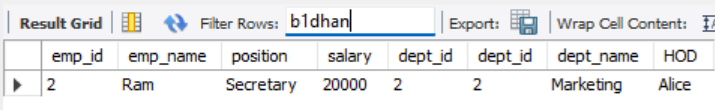 Result Grid Filter Rows: b1dhan Export: Wrap Cell Content:
emp_id emp_name position salary dept_id dept_id dept_name HOD
2 Ram Secretary 20000 2 2 Marketing Alice